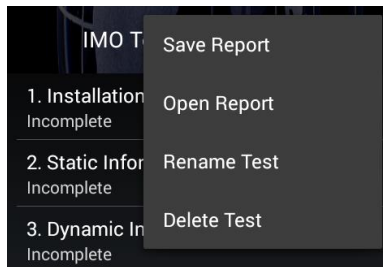 IMO T
Save Report
1. Installation
Incomplete
Open Report
2. Static Infor
Incomplete
Rename Test
3. Dynamic In
Incomplete
Delete Test